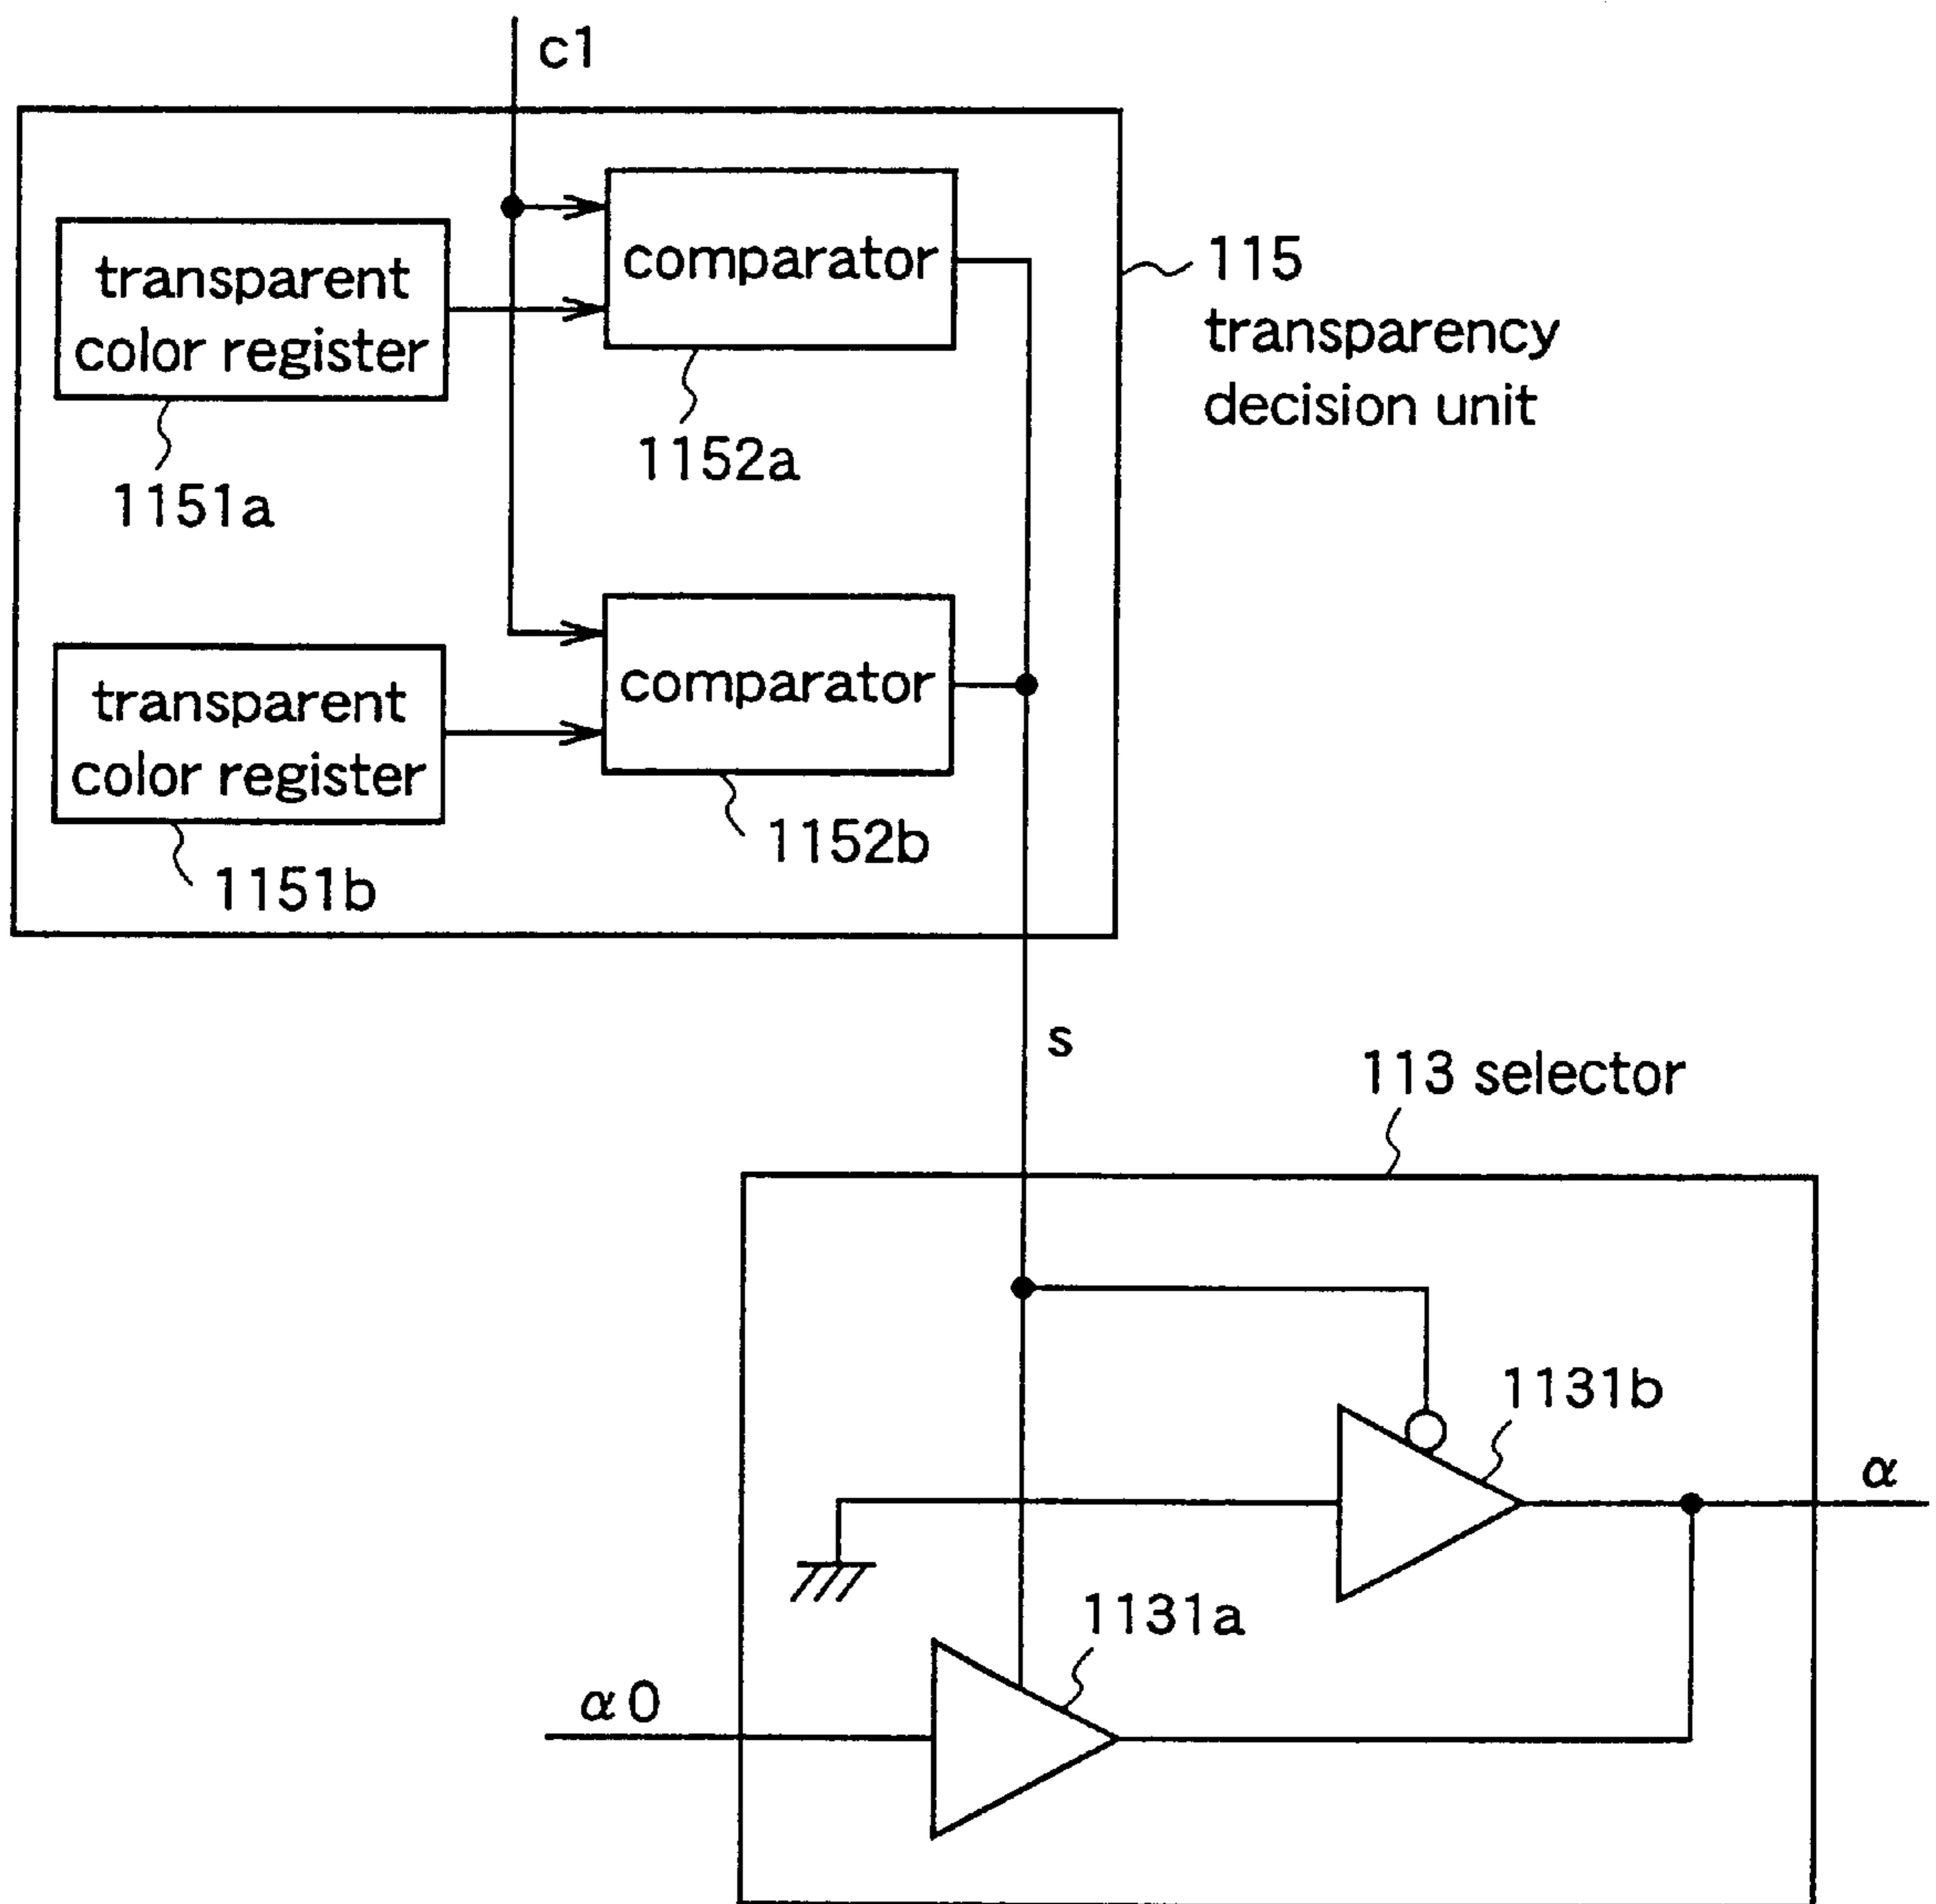 c1
transparent
color register
comparator
115
transparency
decision unit
1152a
1151a
transparent
color register
comparator
1152b
1151b
s
113 selector
1131b
α
1131a
α0